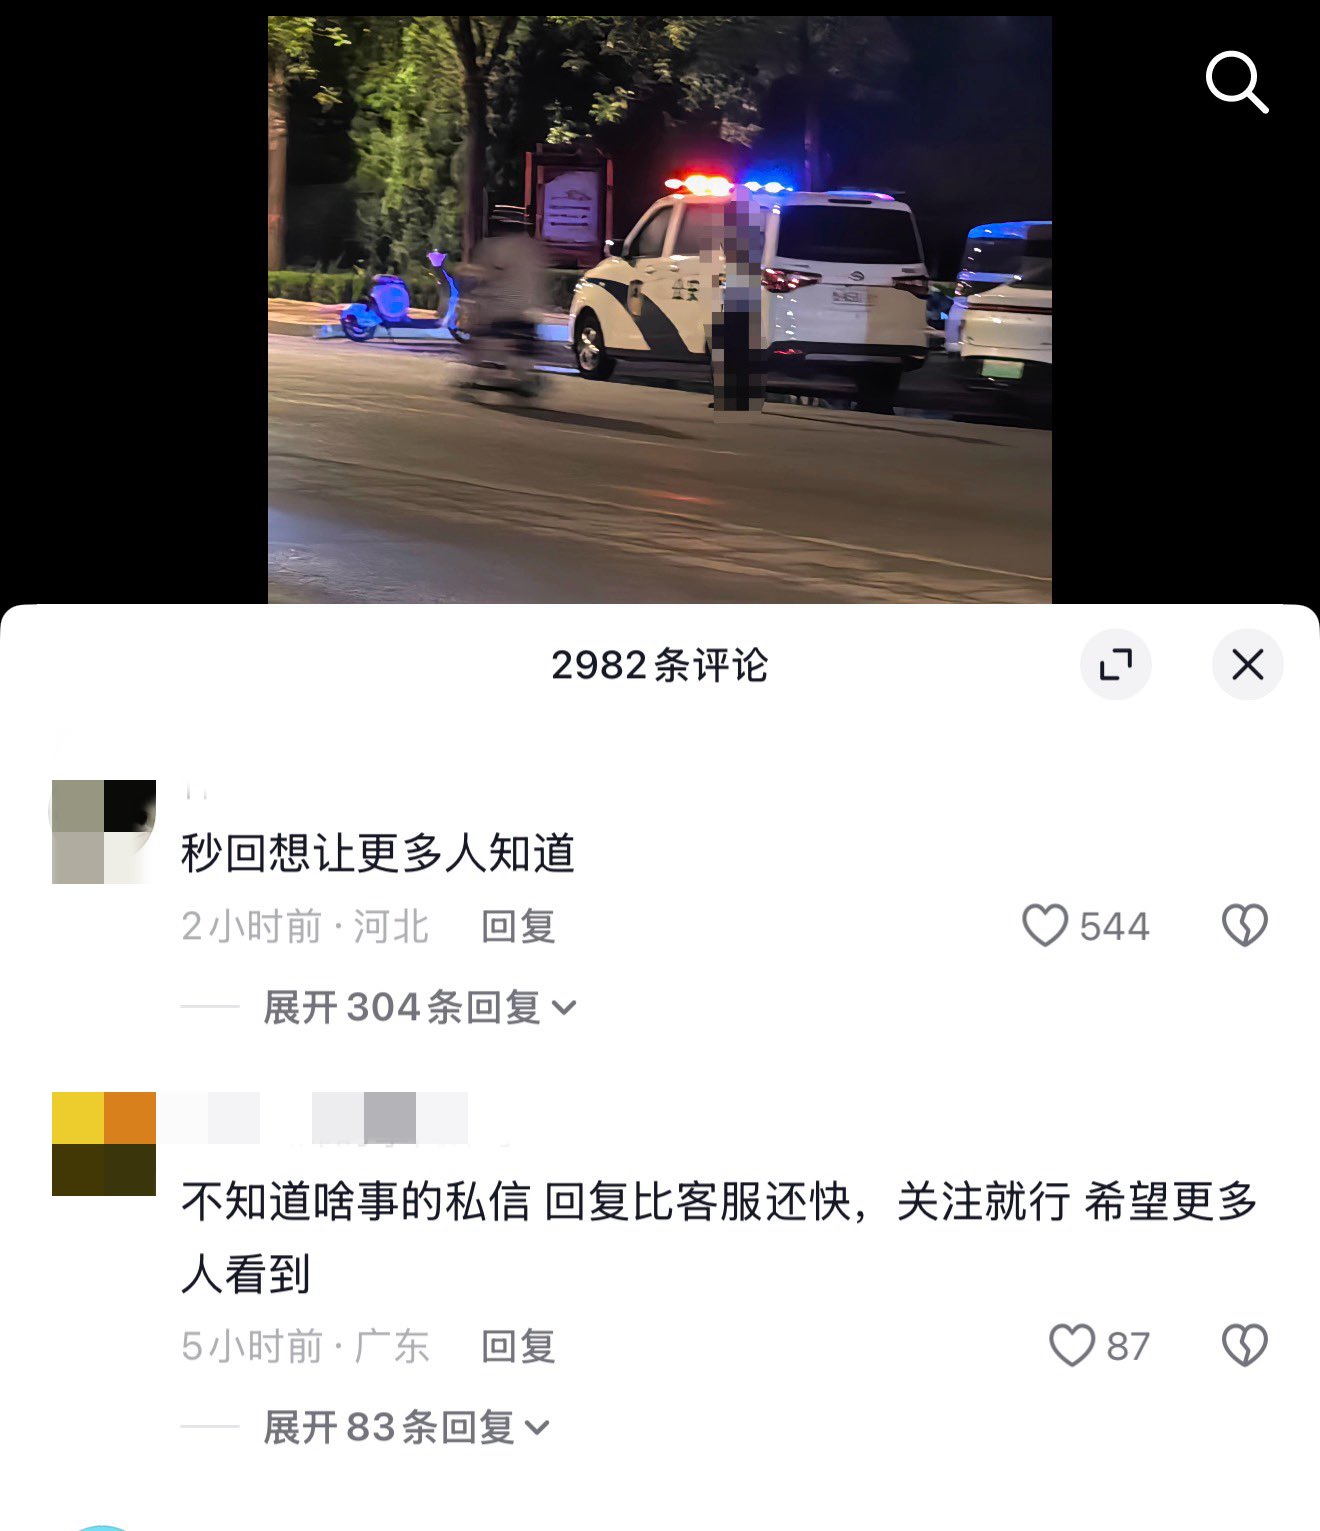 2982条评论
秒回想让更多人知道
2小时前·河北 回复 544
展开304条回复
不知道啥事的私信 回复比客服还快，关注就行 希望更多
人看到
5小时前·广东 回复 87
展开83条回复